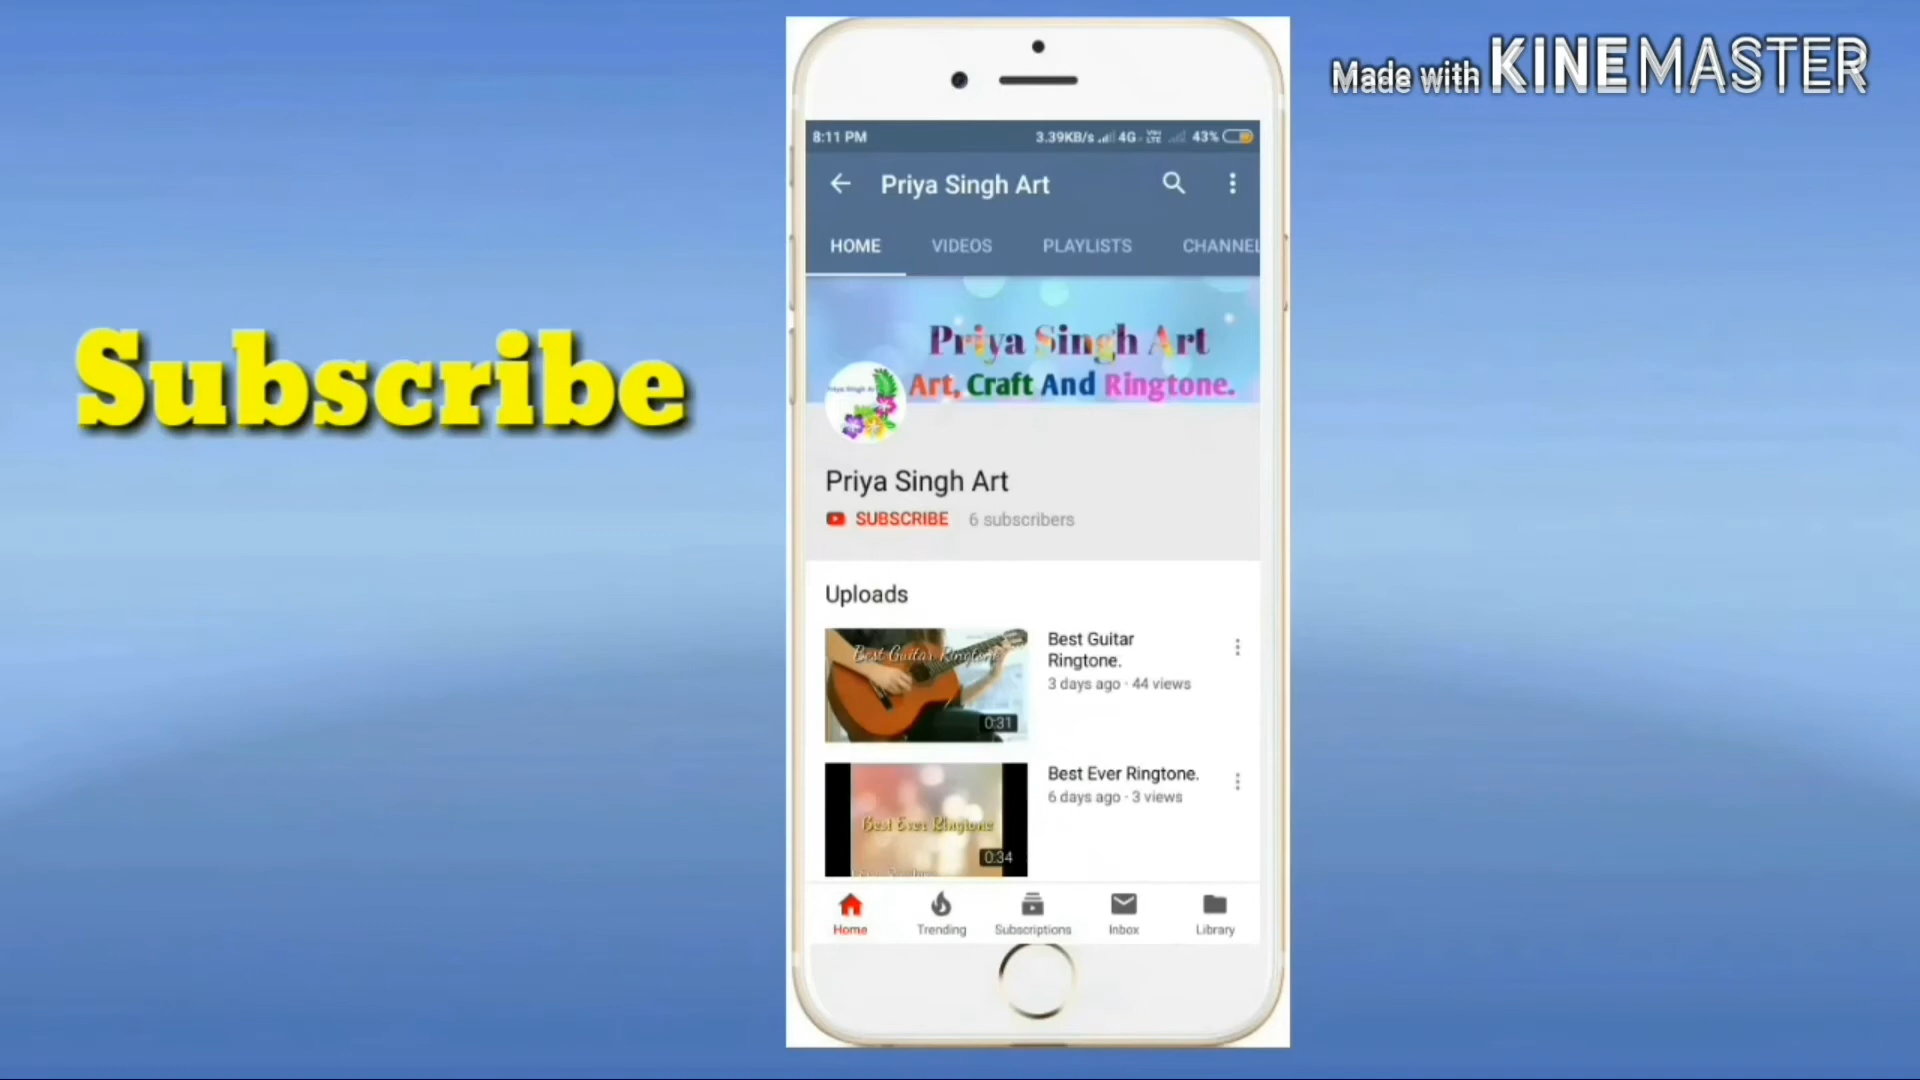 Made with KINEMASTER
Subscribe
8:11 PM 3.39KB/s 4G VoLTE 43%
Priya Singh Art
HOME VIDEOS PLAYLISTS CHANNEL
Priya Singh Art
Art, Craft And Ringtone.
Priya Singh Art
SUBSCRIBE 6 subscribers
Uploads
Best Guitar Ringtone
0:31
Best Guitar
Ringtone.
3 days ago · 44 views
Best Ever Ringtone
0:34
Best Ever Ringtone.
6 days ago · 3 views
Home Trending Subscriptions Inbox Library